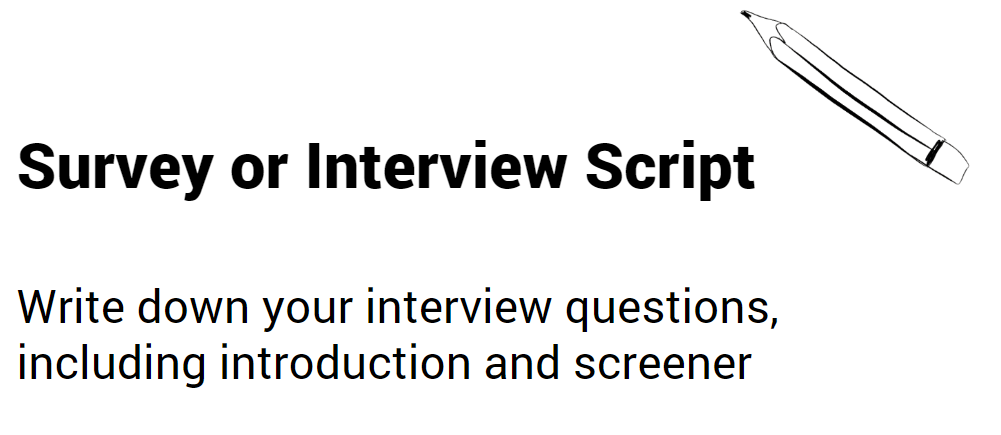 Survey or Interview Script
Write down your interview questions,
including introduction and screener